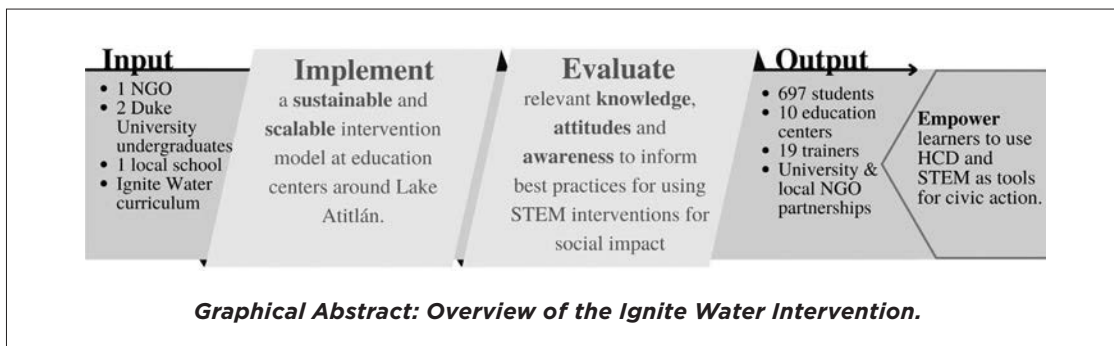 Input
• 1 NGO
• 2 Duke
University
undergraduates
• 1 local school
• Ignite Water
curriculum
Implement
a sustainable and
scalable intervention
model at education
centers around Lake
Atitlán.
Evaluate
relevant knowledge,
attitudes and
awareness to inform
best practices for using
STEM interventions for
social impact
Output
• 697 students
• 10 education
centers
• 19 trainers
• University &
local NGO
partnerships
Empower
learners to use
HCD and
STEM as tools
for civic action.
Graphical Abstract: Overview of the Ignite Water Intervention.